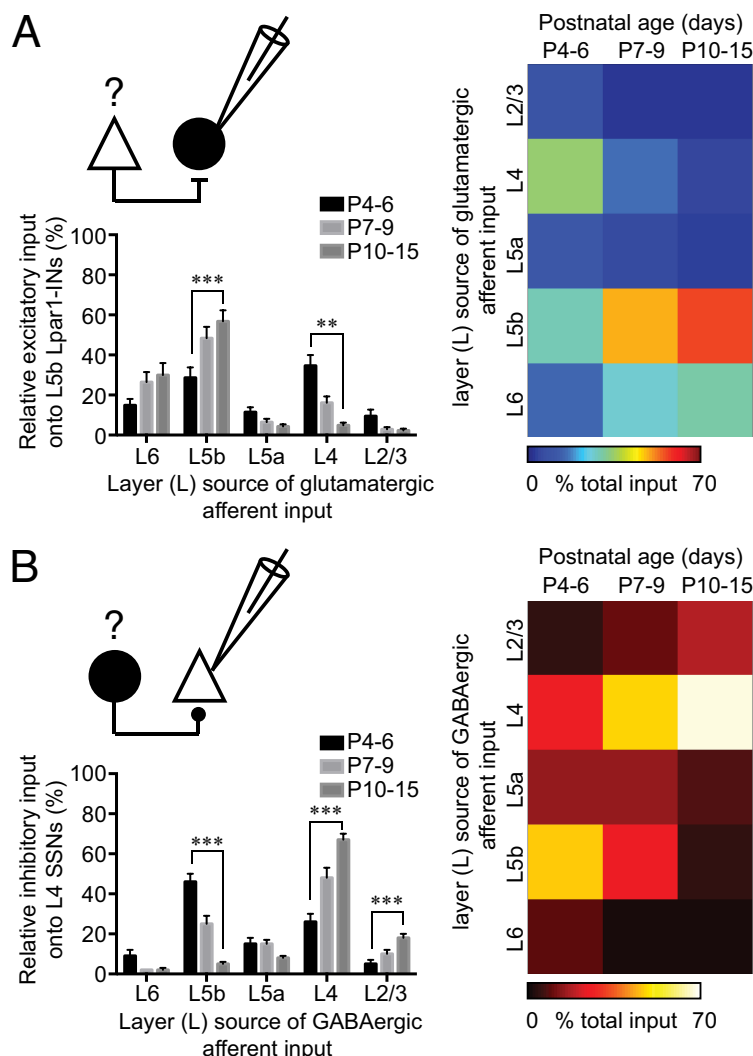 A
?
P4-6
P7-9
P10-15
Relative excitatory input
onto L5b Lpar1-INs (%)
100
80
60
40
20
0
***
**
L6 L5b L5a L4 L2/3
Layer (L) source of glutamatergic
afferent input
Postnatal age (days)
P4-6 P7-9 P10-15
layer (L) source of glutamatergic
afferent input
L2/3
L4
L5a
L5b
L6
0 % total input 70
B
?
P4-6
P7-9
P10-15
Relative inhibitory input
onto L4 SSNs (%)
100
80
60
40
20
0
***
***
***
L6 L5b L5a L4 L2/3
Layer (L) source of GABAergic
afferent input
Postnatal age (days)
P4-6 P7-9 P10-15
layer (L) source of GABAergic
afferent input
L2/3
L4
L5a
L5b
L6
0 % total input 70